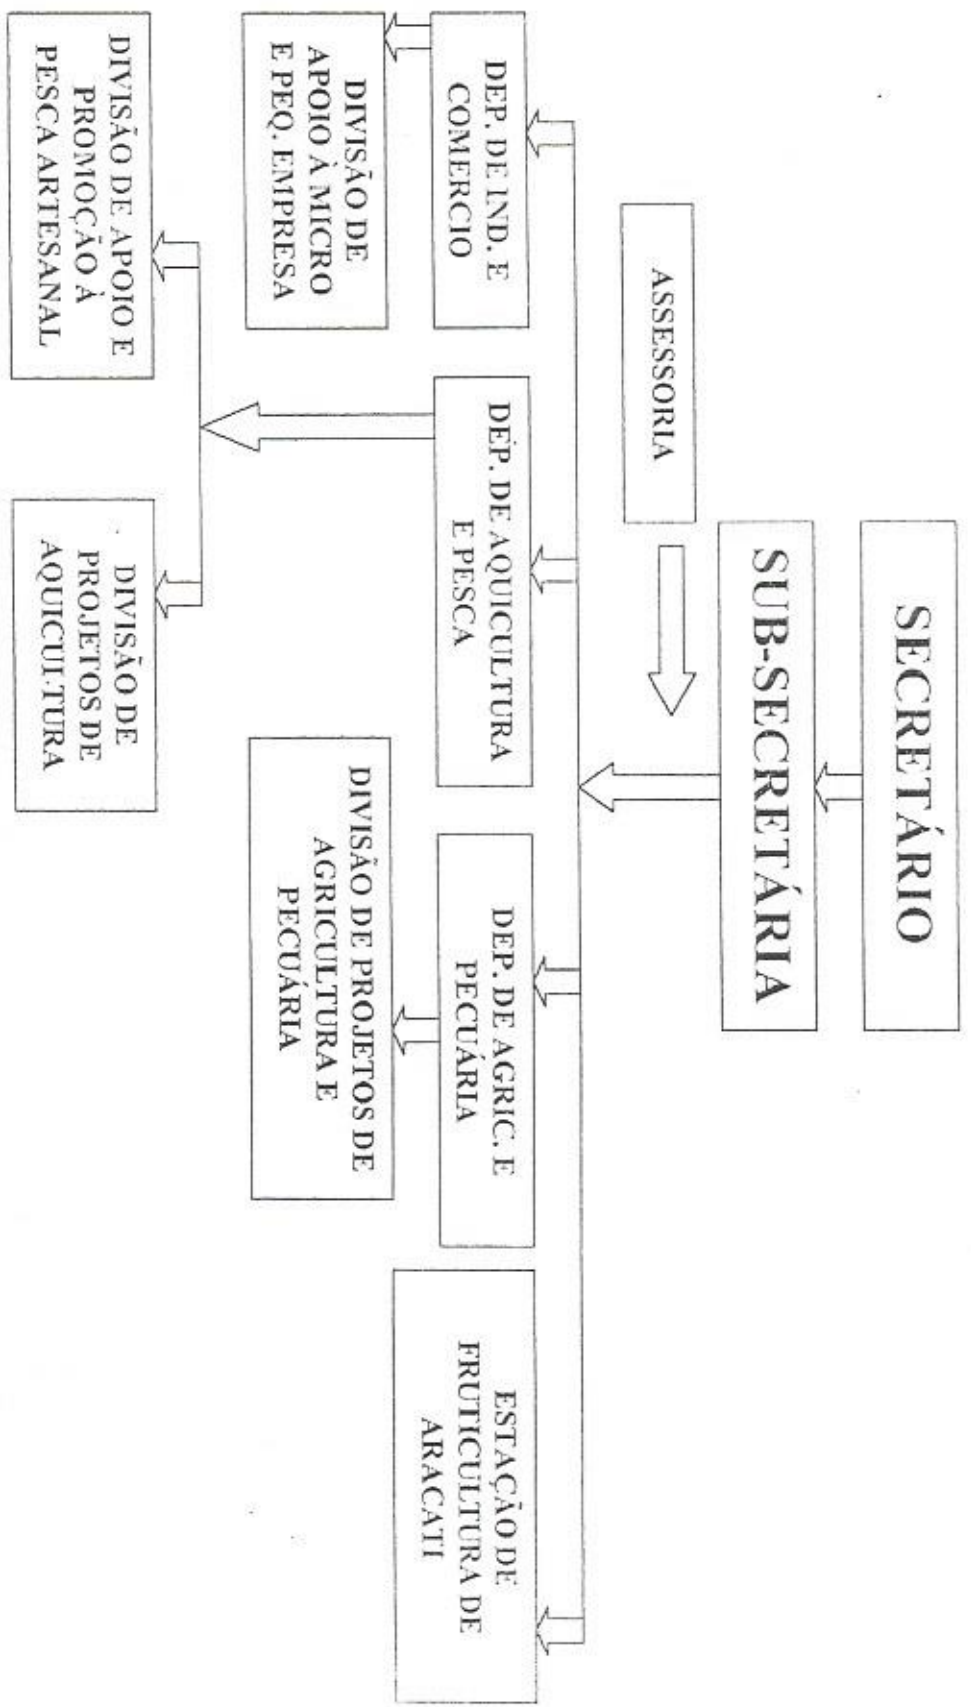 SECRETÁRIO
SUB-SECRETÁRIA
ASSESSORIA
DEP. DE IND. E
COMERCIO
DEP. DE AQUICULTURA
E PESCA
DEP. DE AGRIC. E
PECUÁRIA
ESTAÇÃO DE
FRUTICULTURA DE
ARACATI
DIVISÃO DE
APOIO À MICRO
E PEQ. EMPRESA
DIVISÃO DE PROJETOS DE
AGRICULTURA E
PECUÁRIA
DIVISÃO DE APOIO E
PROMOÇÃO À
PESCA ARTESANAL
DIVISÃO DE
PROJETOS DE
AQUICUI-TURA